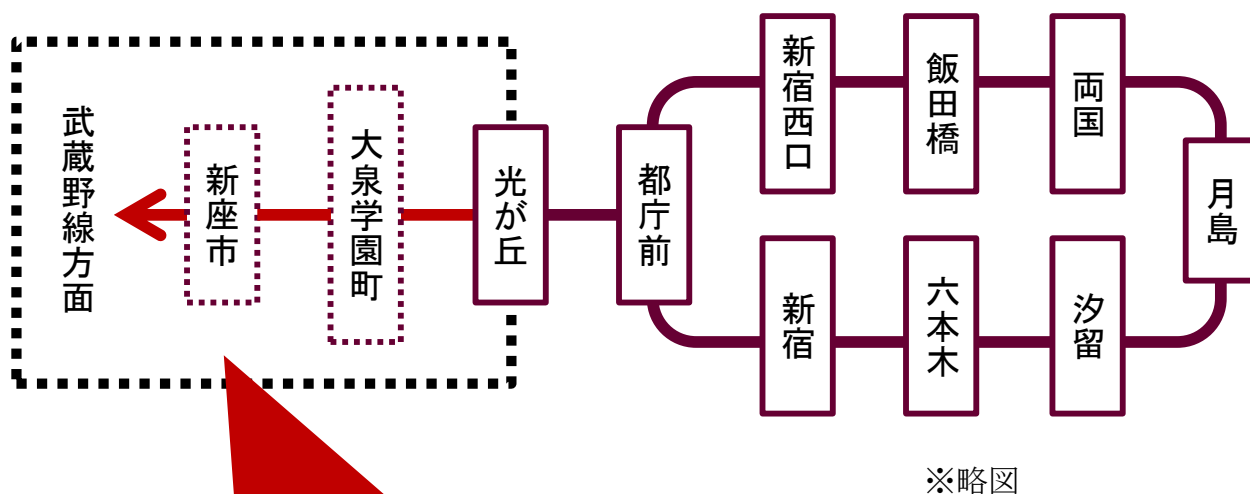 武蔵野線方面
新座市
大泉学園町
光が丘
都庁前
新宿西口
飯田橋
両国
月島
新宿
六本木
汐留
※略図